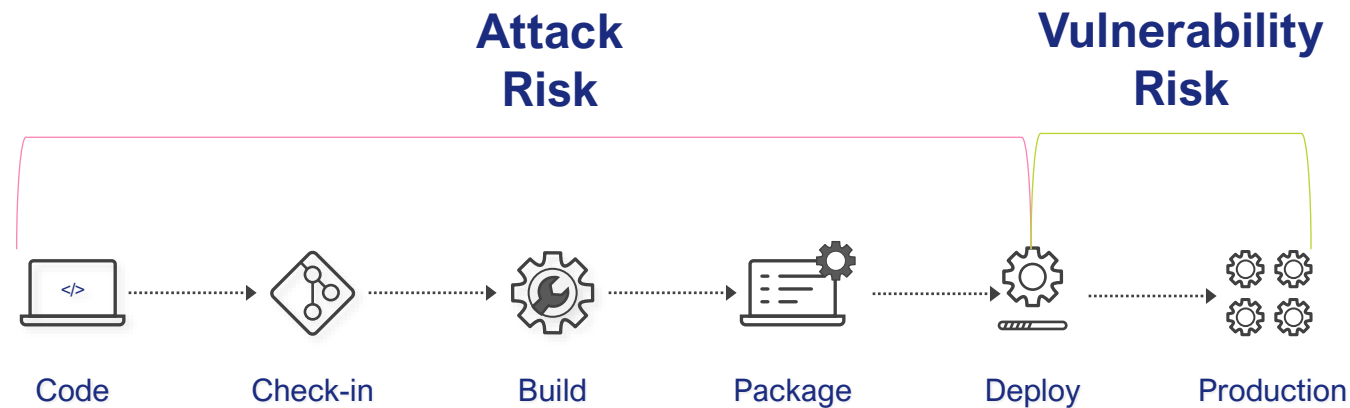 Attack
Risk
Vulnerability
Risk
</>
Code
Check-in
Build
Package
Deploy
Production